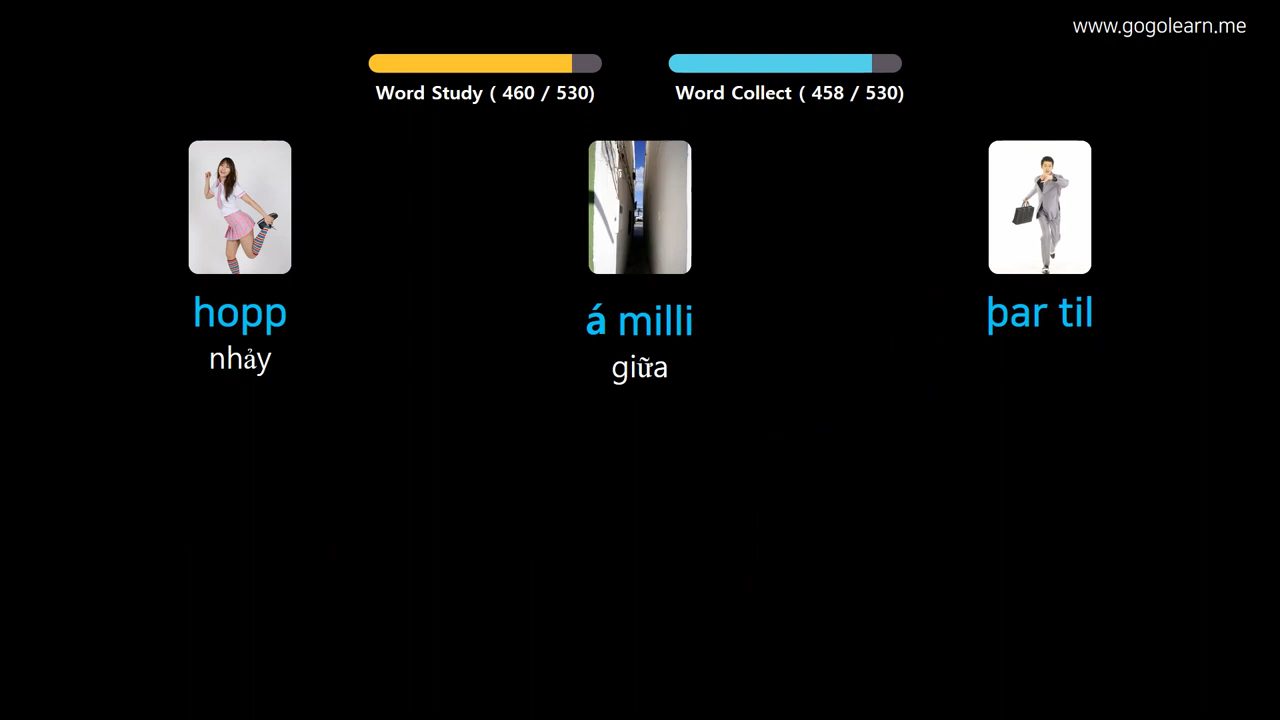 www.gogolearn.me
Word Study ( 460 / 530)
Word Collect ( 458 / 530)
hopp
nhảy
á milli
giữa
þar til